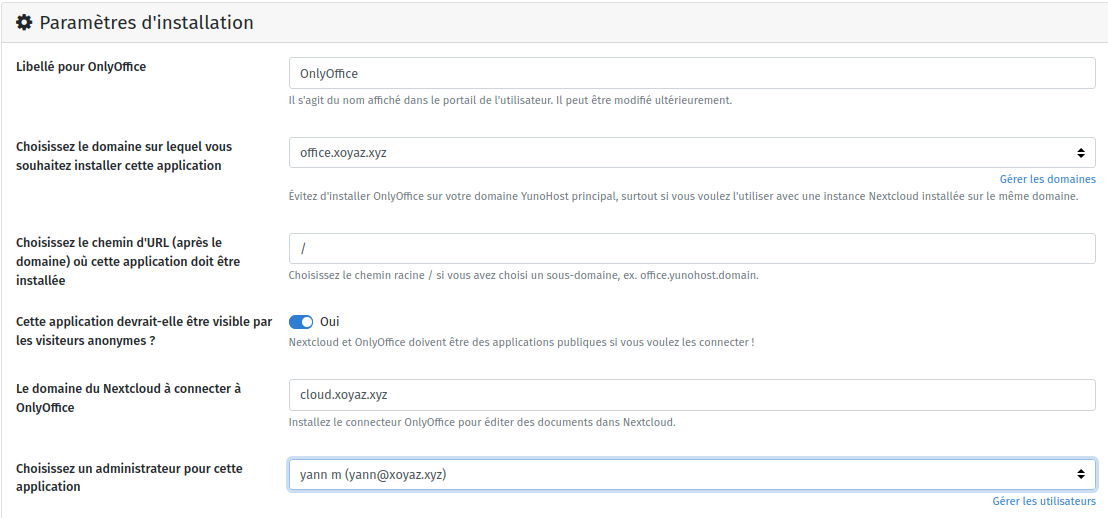 Paramètres d'installation
Libellé pour OnlyOffice
OnlyOffice
Il s'agit du nom affiché dans le portail de l'utilisateur. Il peut être modifié ultérieurement.
Choisissez le domaine sur lequel vous
souhaitez installer cette application
office.xoyaz.xyz
Gérer les domaines
Évitez d'installer OnlyOffice sur votre domaine YunoHost principal, surtout si vous voulez l'utiliser avec une instance Nextcloud installée sur le même domaine.
Choisissez le chemin d'URL (après le
domaine) où cette application doit être
installée
/
Choisissez le chemin racine / si vous avez choisi un sous-domaine, ex. office.yunohost.domain.
Cette application devrait-elle être visible par
les visiteurs anonymes ?
Oui
Nextcloud et OnlyOffice doivent être des applications publiques si vous voulez les connecter !
Le domaine du Nextcloud à connecter à
OnlyOffice
cloud.xoyaz.xyz
Installez le connecteur OnlyOffice pour éditer des documents dans Nextcloud.
Choisissez un administrateur pour cette
application
yann m (yann@xoyaz.xyz)
Gérer les utilisateurs